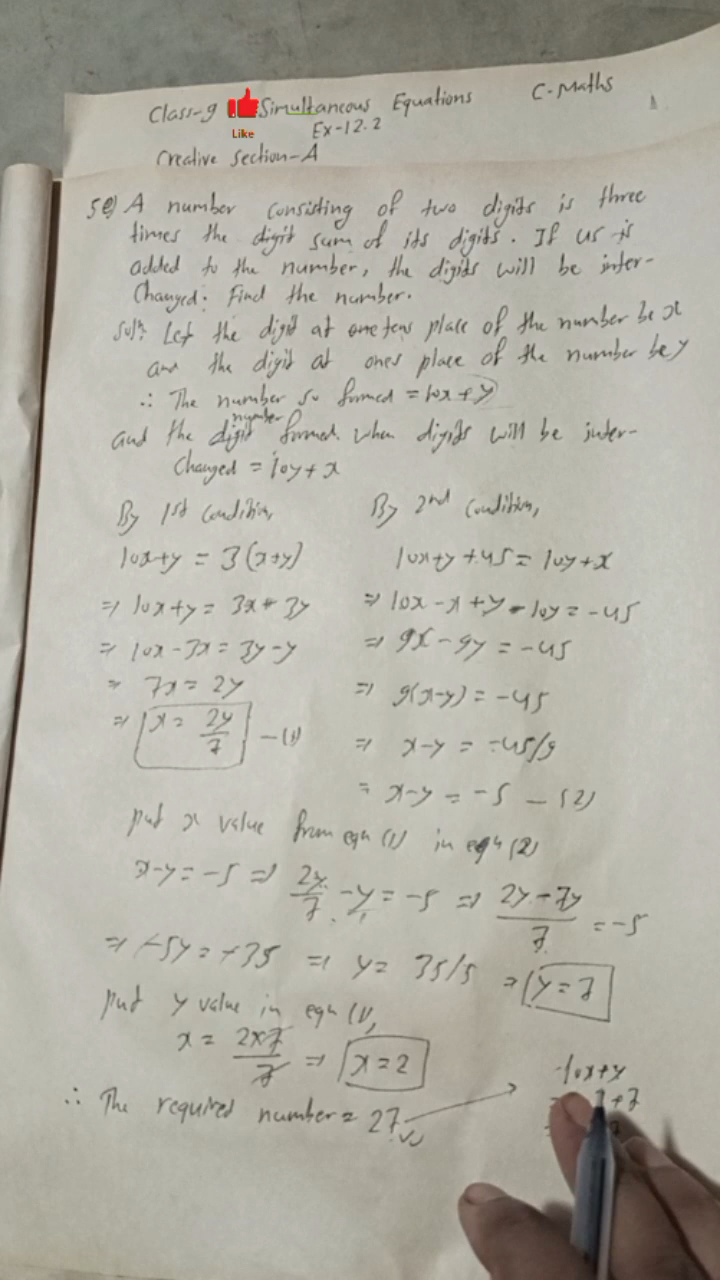 Class-9 Simultaneous Equations C-Maths
Like
Ex-12.2
Creative section-A
5e) A number consisting of two digits is three
times the digit sum of its digits. If 45 is
added to the number, the digits will be inter-
changed. Find the number.
Solⁿ: Let the digit at one tens place of the number be x
and the digit at ones place of the number be y
∴ The number so formed = 10x+y
number
and the digit formed when digits will be inter-
changed = 10y+x
By 1st condition, By 2nd condition,
10x+y = 3(x+y) 10x+y+45 = 10y+x
⇒ 10x+y = 3x+3y ⇒ 10x-x+y-10y = -45
⇒ 10x-3x = 3y-y ⇒ 9x-9y = -45
⇒ 7x = 2y ⇒ 9(x-y) = -45
⇒ x = 2y/7 -(1) ⇒ x-y = -45/9
= x-y = -5 -(2)
put x value from eqn (1) in eqn (2)
x-y = -5 ⇒ 2y/7 - y/1 = -5 ⇒ 2y-7y/7 = -5
⇒ -5y = -35 ⇒ y = 35/5 ⇒ y = 7
put y value in eqn (1),
x = 2×7/7 ⇒ x = 2
10x+y
∴ The required number = 27